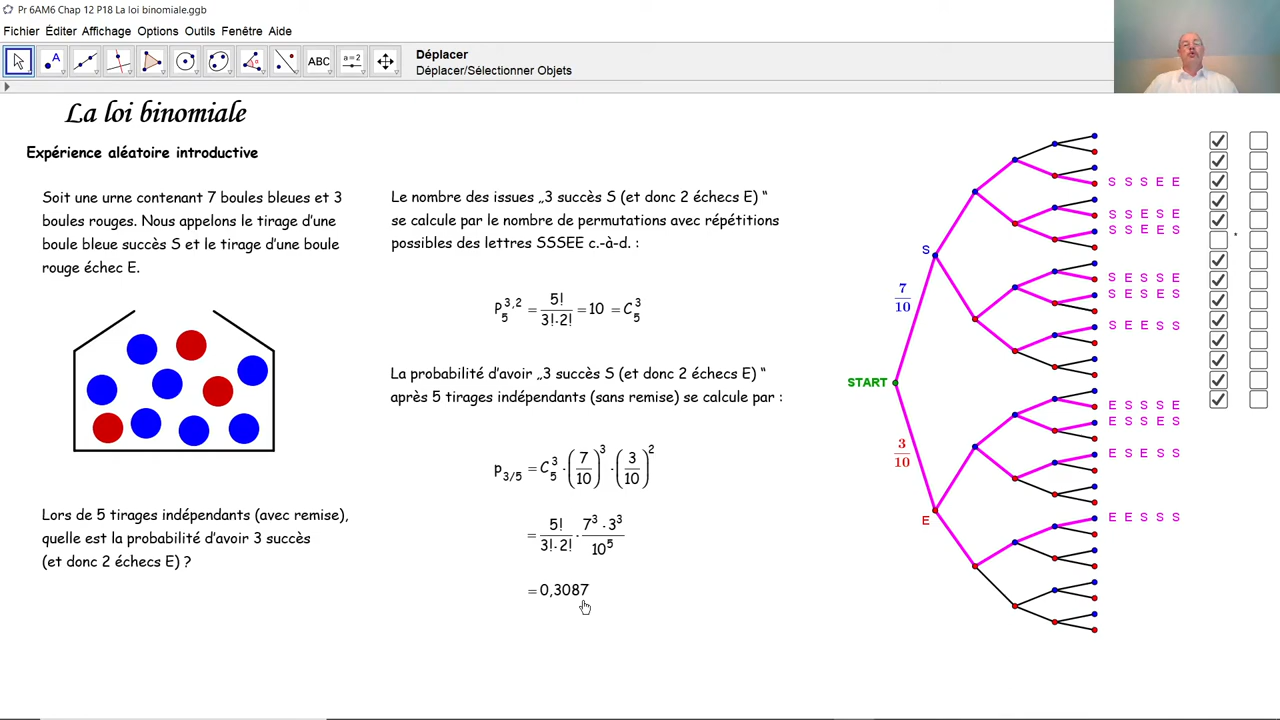 Pr 6AM6 Chap 12 P18 La loi binomiale.ggb
Fichier Éditer Affichage Options Outils Fenêtre Aide
A
ABC
a=2
Déplacer
Déplacer/Sélectionner Objets
La loi binomiale
Expérience aléatoire introductive
Soit une urne contenant 7 boules bleues et 3
boules rouges. Nous appelons le tirage d'une
boule bleue succès S et le tirage d'une boule
rouge échec E.
Lors de 5 tirages indépendants (avec remise),
quelle est la probabilité d'avoir 3 succès
(et donc 2 échecs E) ?
Le nombre des issues „3 succès S (et donc 2 échecs E) “
se calcule par le nombre de permutations avec répétitions
possibles des lettres SSSEE c.-à-d. :
P_5^{3,2} = 5!/(3!·2!) = 10 = C_5^3
La probabilité d'avoir „3 succès S (et donc 2 échecs E) “
après 5 tirages indépendants (sans remise) se calcule par :
p_{3/5} = C_5^3 · (7/10)^3 · (3/10)^2
= 5!/(3!·2!) · (7^3 · 3^3)/10^5
= 0,3087
START
S
7/10
3/10
E
S S S E E
S S E S E
S S E E S
S E S S E
S E S E S
S E E S S
E S S S E
E S S E S
E S E S S
E E S S S
*